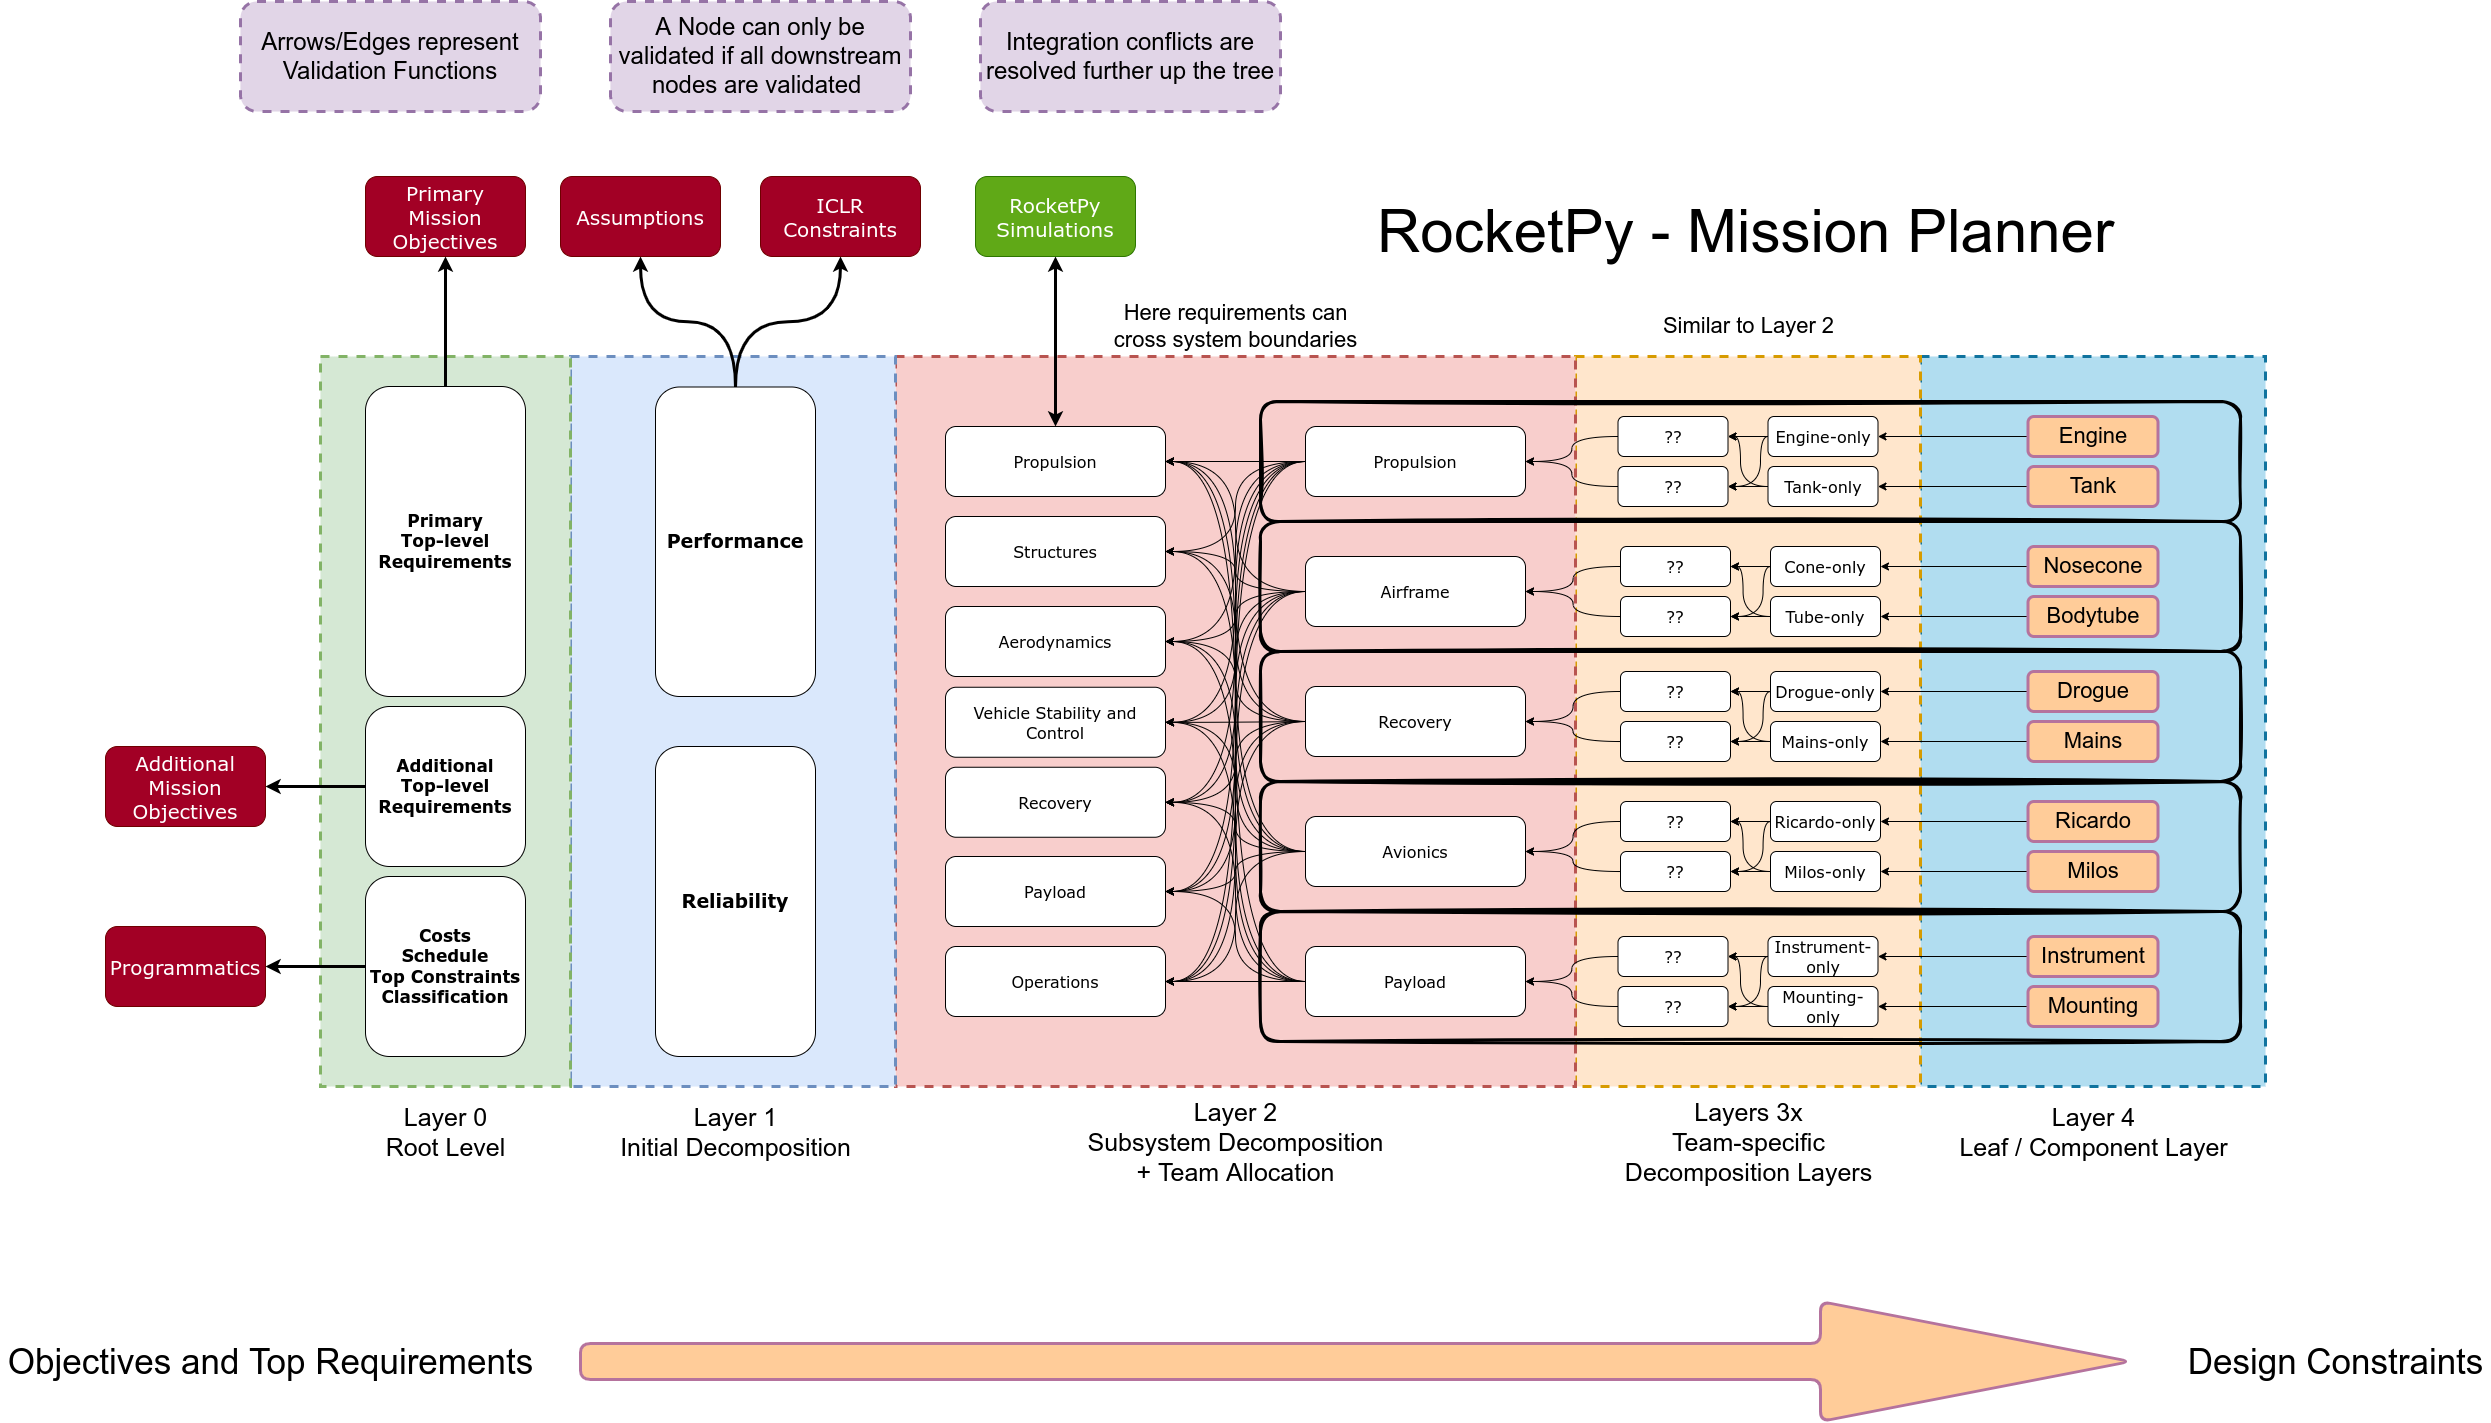 Arrows/Edges represent
Validation Functions
A Node can only be
validated if all downstream
nodes are validated
Integration conflicts are
resolved further up the tree
Primary
Mission
Objectives
Assumptions
ICLR
Constraints
RocketPy
Simulations
RocketPy - Mission Planner
Here requirements can
cross system boundaries
Similar to Layer 2
Primary
Top-level
Requirements
Additional
Top-level
Requirements
Costs
Schedule
Top Constraints
Classification
Additional
Mission
Objectives
Programmatics
Performance
Reliability
Propulsion
Structures
Aerodynamics
Vehicle Stability and
Control
Recovery
Payload
Operations
Propulsion
Airframe
Recovery
Avionics
Payload
??
??
??
??
??
??
??
??
??
??
Engine-only
Tank-only
Cone-only
Tube-only
Drogue-only
Mains-only
Ricardo-only
Milos-only
Instrument-
only
Mounting-
only
Engine
Tank
Nosecone
Bodytube
Drogue
Mains
Ricardo
Milos
Instrument
Mounting
Layer 0
Root Level
Layer 1
Initial Decomposition
Layer 2
Subsystem Decomposition
+ Team Allocation
Layers 3x
Team-specific
Decomposition Layers
Layer 4
Leaf / Component Layer
Objectives and Top Requirements
Design Constraints